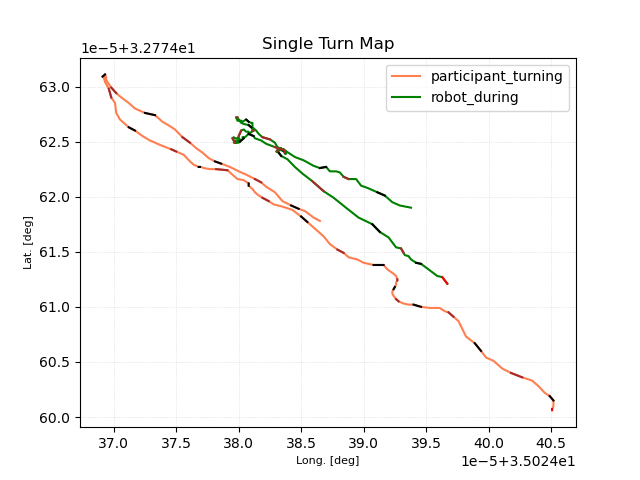 Single Turn Map
1e−5+3.2774e1
participant_turning
robot_during
63.0
62.5
62.0
61.5
61.0
60.5
60.0
Lat. [deg]
37.0 37.5 38.0 38.5 39.0 39.5 40.0 40.5
Long. [deg]
1e−5+3.5024e1